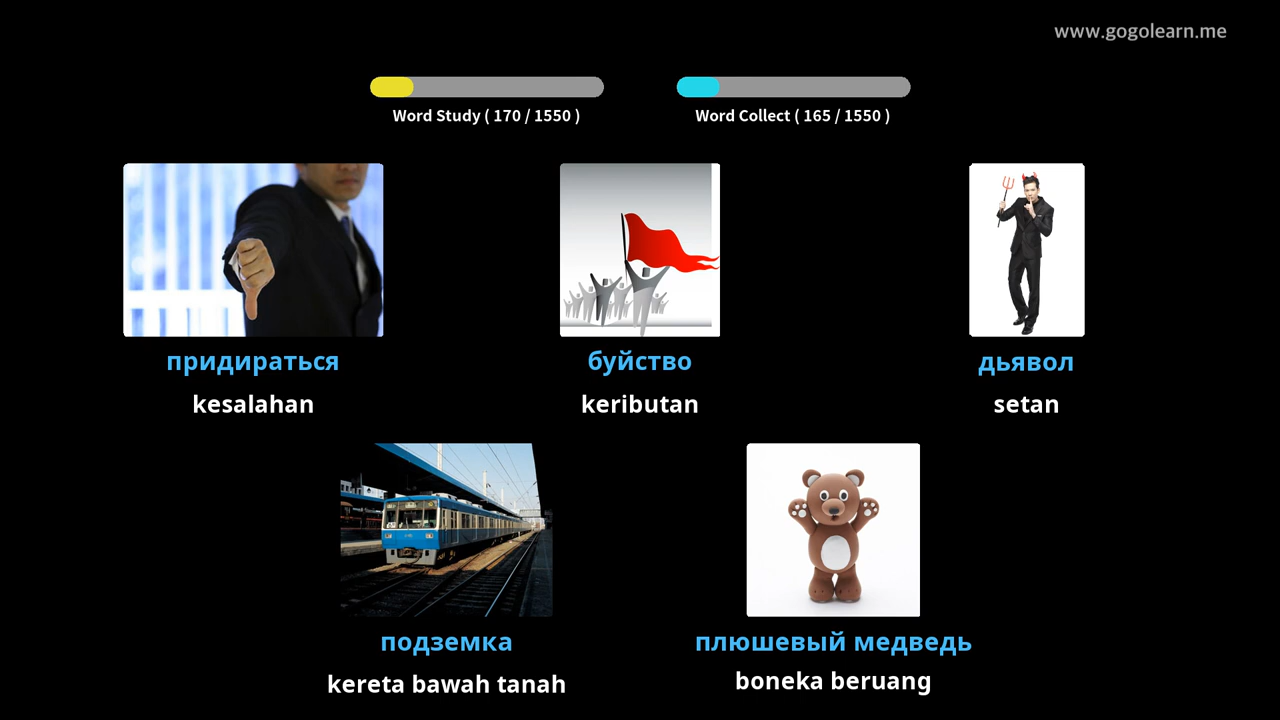 www.gogolearn.me
Word Study ( 170 / 1550 )
Word Collect ( 165 / 1550 )
придираться
буйство
дьявол
kesalahan
keributan
setan
подземка
плюшевый медведь
kereta bawah tanah
boneka beruang